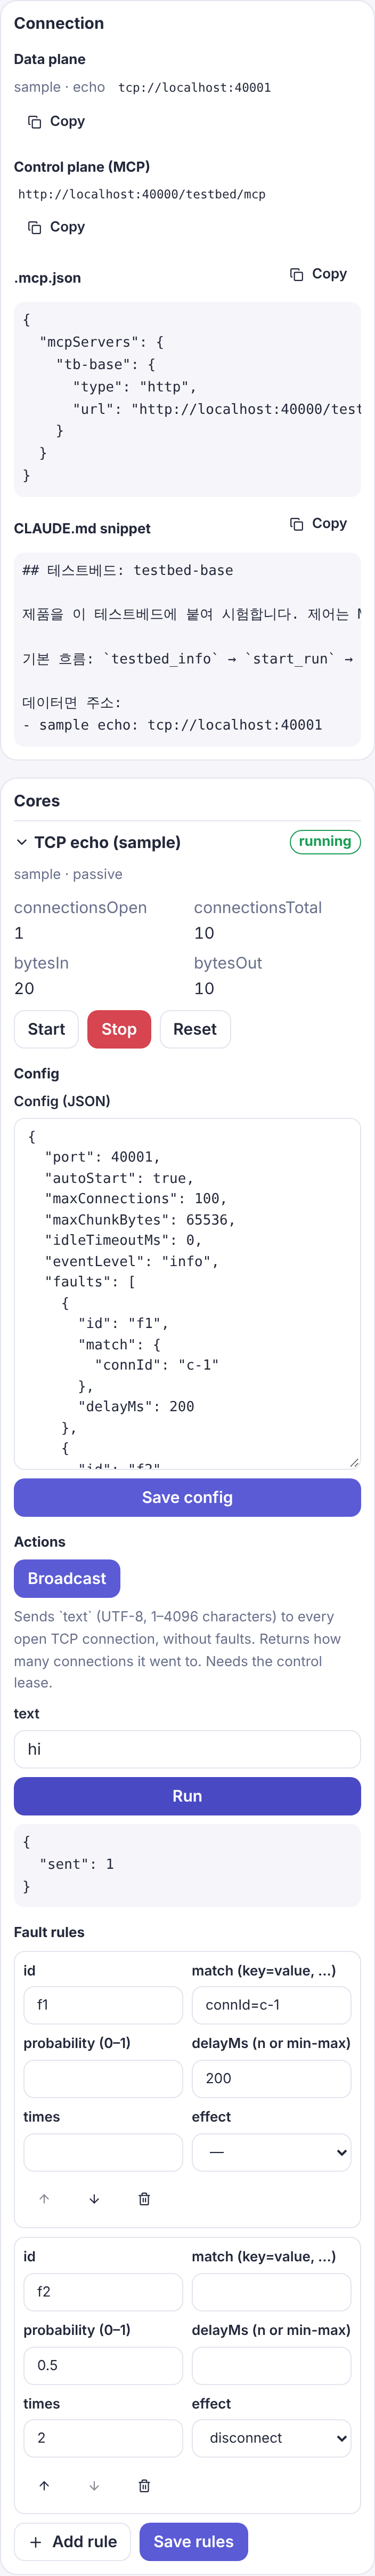 Connection
Data plane
sample · echo tcp://localhost:40001
Copy
Control plane (MCP)
http://localhost:40000/testbed/mcp
Copy
.mcp.json
Copy
{
  "mcpServers": {
    "tb-base": {
      "type": "http",
      "url": "http://localhost:40000/test
    }
  }
}
CLAUDE.md snippet
Copy
## 테스트베드: testbed-base
제품을 이 테스트베드에 붙여 시험합니다. 제어는
기본 흐름: `testbed_info` → `start_run` →
데이터면 주소:
- sample echo: tcp://localhost:40001
Cores
TCP echo (sample)
running
sample · passive
connectionsOpen connectionsTotal
1 10
bytesIn bytesOut
20 10
Start Stop Reset
Config
Config (JSON)
{
  "port": 40001,
  "autoStart": true,
  "maxConnections": 100,
  "maxChunkBytes": 65536,
  "idleTimeoutMs": 0,
  "eventLevel": "info",
  "faults": [
    {
      "id": "f1",
      "match": {
        "connId": "c-1"
      },
      "delayMs": 200
    },
    {
      "id": "f2"
Save config
Actions
Broadcast
Sends `text` (UTF-8, 1–4096 characters) to every
open TCP connection, without faults. Returns how
many connections it went to. Needs the control
lease.
text
hi
Run
{
  "sent": 1
}
Fault rules
id match (key=value, …)
f1 connId=c-1
probability (0–1) delayMs (n or min-max)
200
times effect
—
id match (key=value, …)
f2
probability (0–1) delayMs (n or min-max)
0.5
times effect
2 disconnect
+ Add rule Save rules